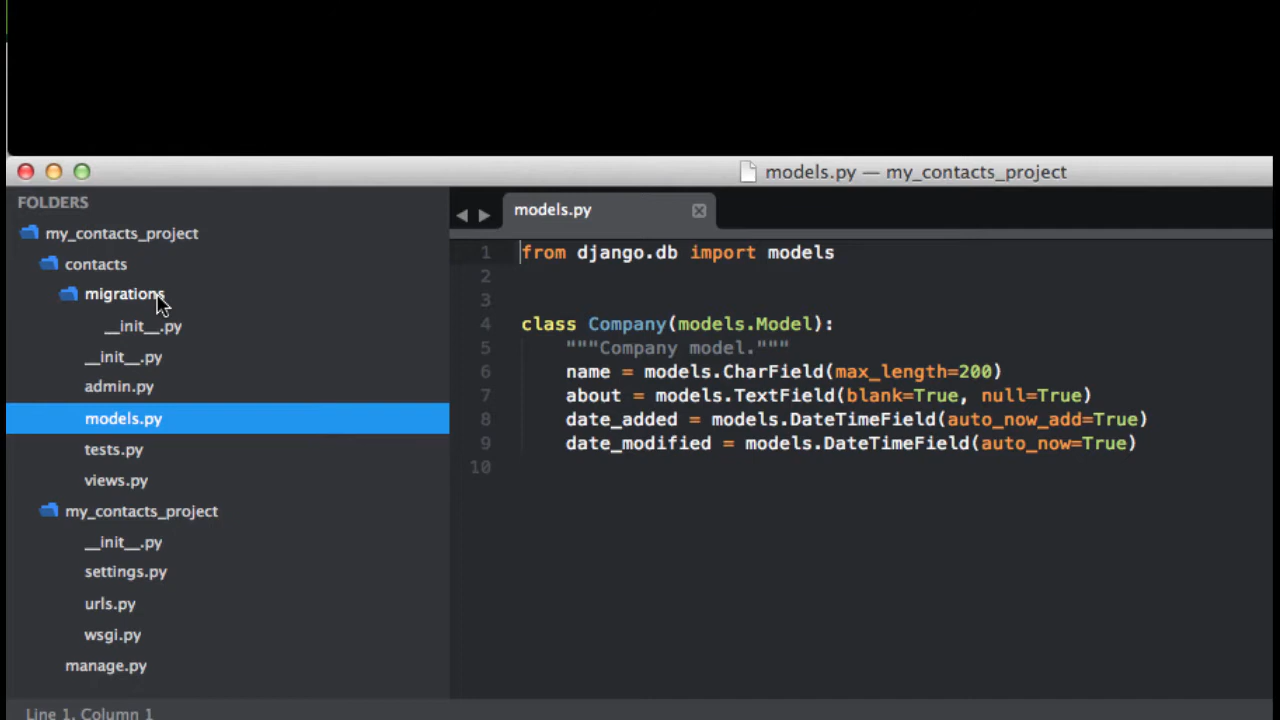 models.py — my_contacts_project
FOLDERS
my_contacts_project
contacts
migrations
__init__.py
__init__.py
admin.py
models.py
tests.py
views.py
my_contacts_project
__init__.py
settings.py
urls.py
wsgi.py
manage.py
models.py
1 from django.db import models
2
3
4 class Company(models.Model):
5     """Company model."""
6     name = models.CharField(max_length=200)
7     about = models.TextField(blank=True, null=True)
8     date_added = models.DateTimeField(auto_now_add=True)
9     date_modified = models.DateTimeField(auto_now=True)
10
Line 1, Column 1